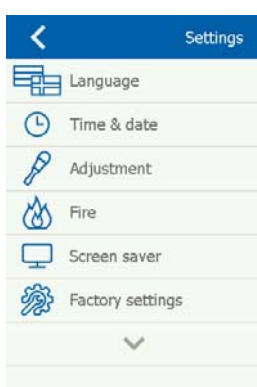 Settings
Language
Time & date
Adjustment
Fire
Screen saver
Factory settings